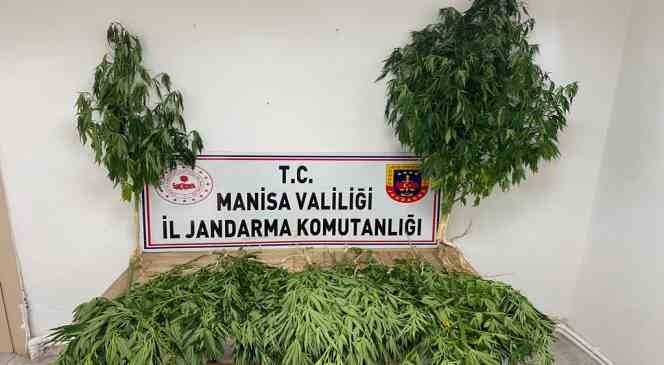 T.C.
MANİSA VALİLİĞİ
İL JANDARMA KOMUTANLIĞI